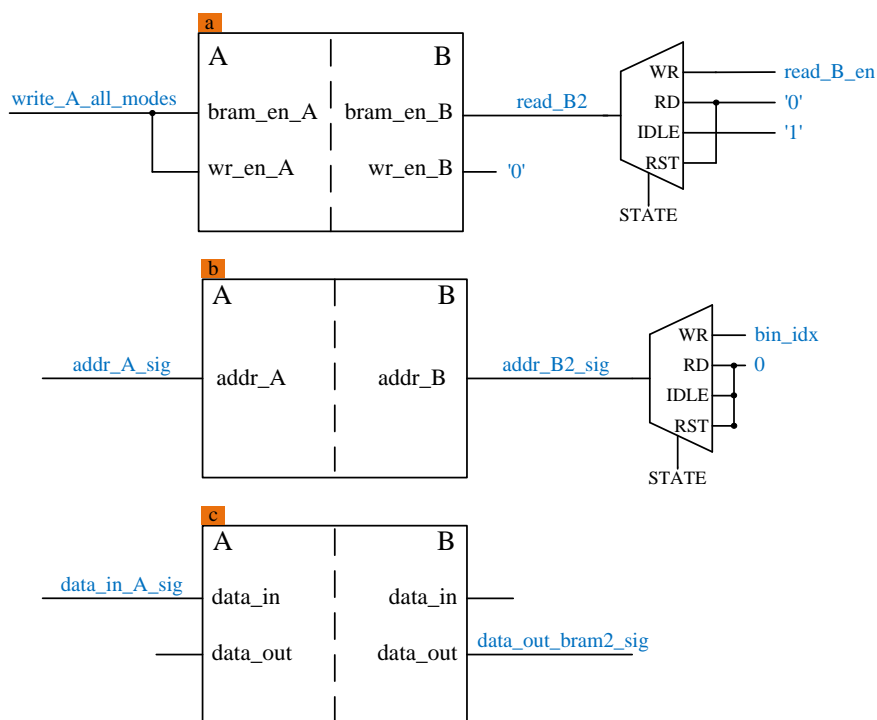 a
A B
write_A_all_modes bram_en_A bram_en_B read_B2
wr_en_A wr_en_B '0'
WR read_B_en
RD '0'
IDLE '1'
RST
STATE
b
A B
addr_A_sig addr_A addr_B addr_B2_sig
WR bin_idx
RD 0
IDLE
RST
STATE
c
A B
data_in_A_sig data_in data_in
data_out data_out data_out_bram2_sig